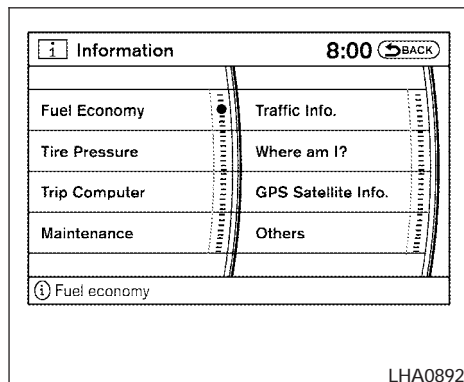 i Information 8:00 BACK
Fuel Economy Traffic Info.
Tire Pressure Where am I?
Trip Computer GPS Satellite Info.
Maintenance Others
i Fuel economy
LHA0892